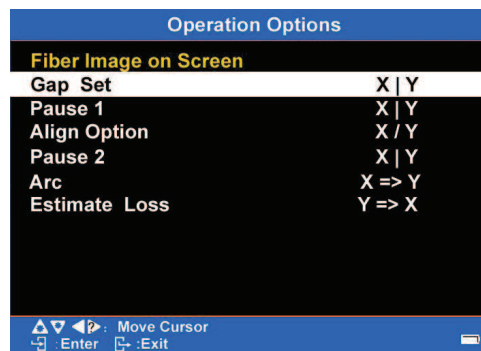 Operation Options
Fiber Image on Screen
Gap Set X | Y
Pause 1 X | Y
Align Option X / Y
Pause 2 X | Y
Arc X => Y
Estimate Loss Y => X
? : Move Cursor
:Enter :Exit